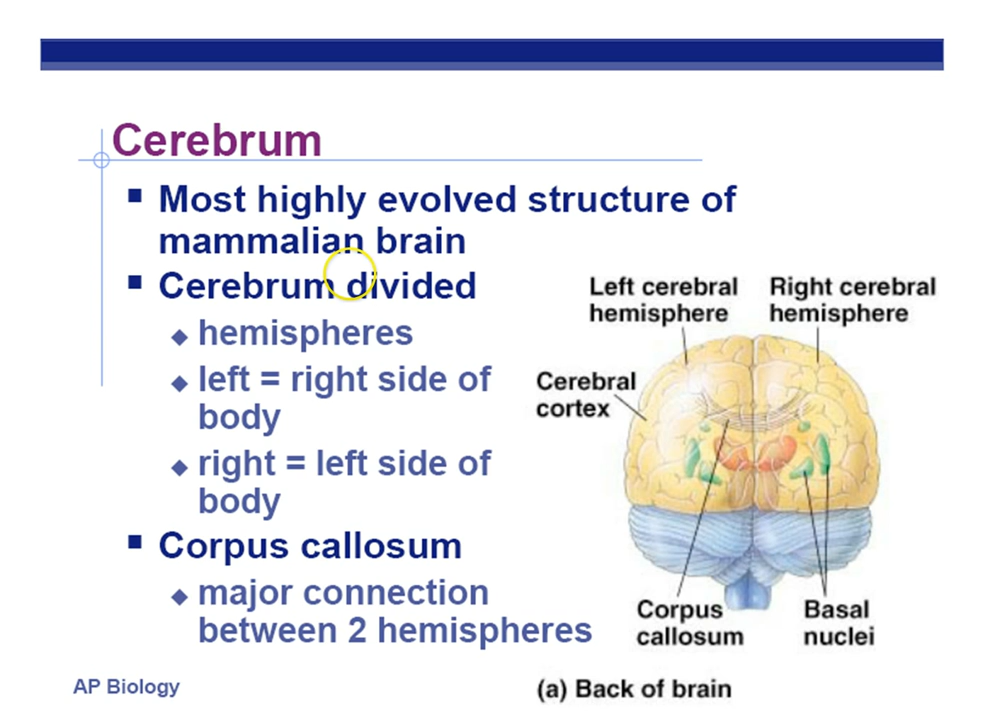 Cerebrum
Most highly evolved structure of
mammalian brain
Cerebrum divided
hemispheres
left = right side of
body
right = left side of
body
Corpus callosum
major connection
between 2 hemispheres
Left cerebral
hemisphere
Right cerebral
hemisphere
Cerebral
cortex
Corpus
callosum
Basal
nuclei
(a) Back of brain
AP Biology